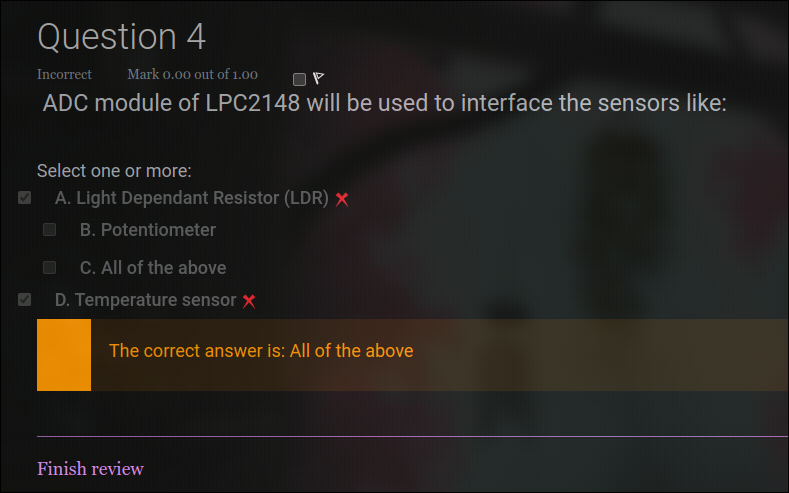 Question 4
Incorrect Mark 0.00 out of 1.00
ADC module of LPC2148 will be used to interface the sensors like:
Select one or more:
A. Light Dependant Resistor (LDR)
B. Potentiometer
C. All of the above
D. Temperature sensor
The correct answer is: All of the above
Finish review